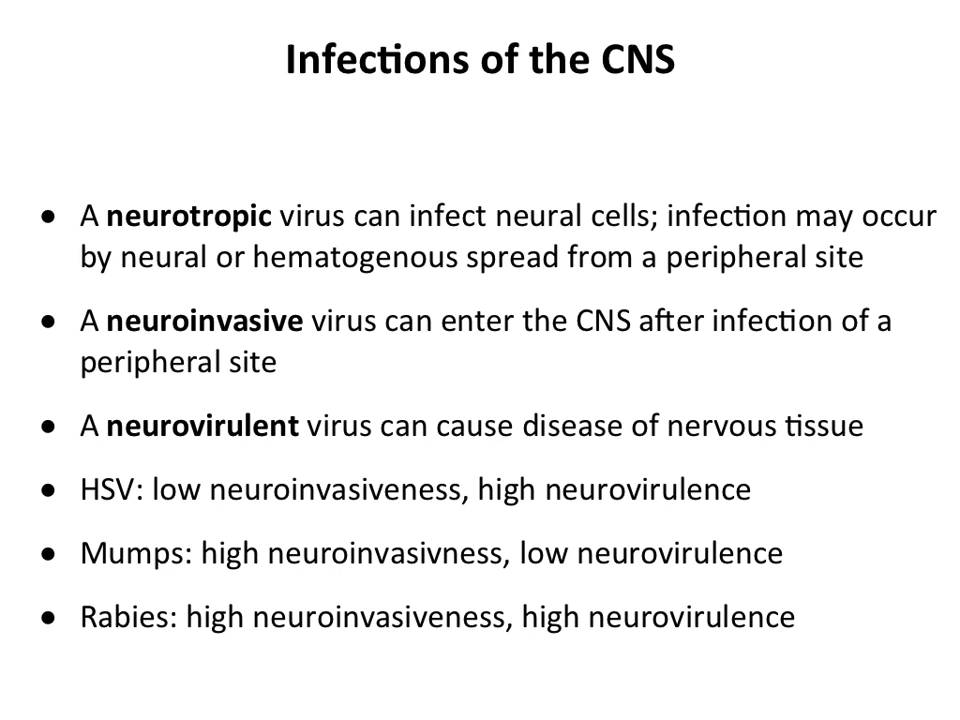 Infections of the CNS
● A neurotropic virus can infect neural cells; infection may occur
by neural or hematogenous spread from a peripheral site
● A neuroinvasive virus can enter the CNS after infection of a
peripheral site
● A neurovirulent virus can cause disease of nervous tissue
● HSV: low neuroinvasiveness, high neurovirulence
● Mumps: high neuroinvasivness, low neurovirulence
● Rabies: high neuroinvasiveness, high neurovirulence